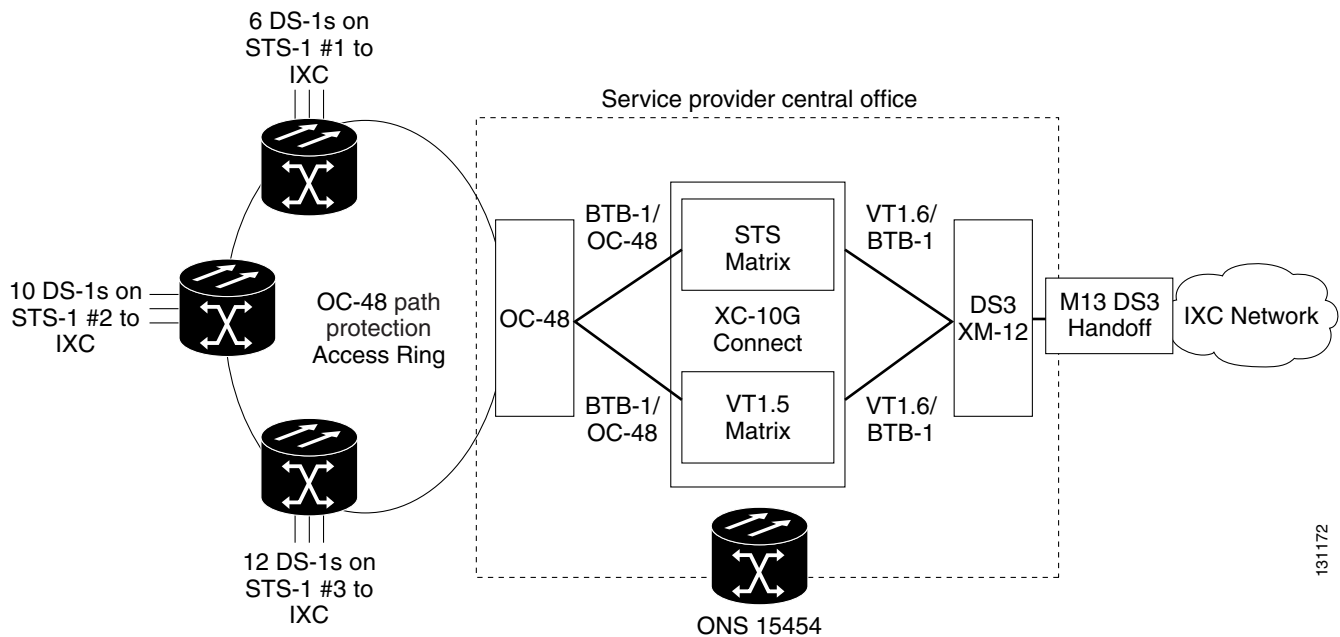 6 DS-1s on
STS-1 #1 to
IXC
Service provider central office
10 DS-1s on
STS-1 #2 to
IXC
OC-48 path
protection
Access Ring
OC-48
BTB-1/
OC-48
BTB-1/
OC-48
STS
Matrix
XC-10G
Connect
VT1.5
Matrix
VT1.6/
BTB-1
VT1.6/
BTB-1
DS3
XM-12
M13 DS3
Handoff
IXC Network
12 DS-1s on
STS-1 #3 to
IXC
ONS 15454
131172